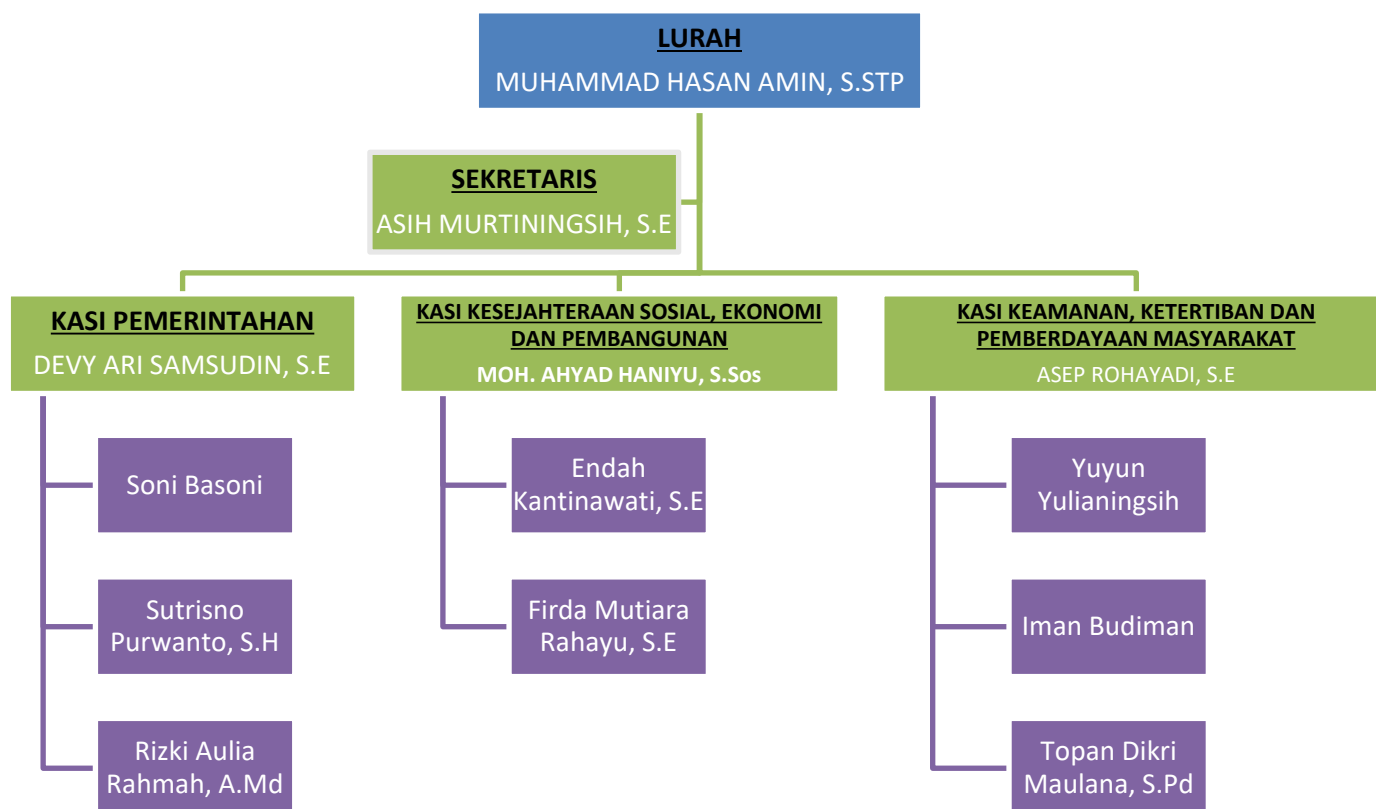 LURAH
MUHAMMAD HASAN AMIN, S.STP
SEKRETARIS
ASIH MURTININGSIH, S.E
KASI PEMERINTAHAN
DEVY ARI SAMSUDIN, S.E
Soni Basoni
Sutrisno
Purwanto, S.H
Rizki Aulia
Rahmah, A.Md
KASI KESEJAHTERAAN SOSIAL, EKONOMI
DAN PEMBANGUNAN
MOH. AHYAD HANIYU, S.Sos
Endah
Kantinawati, S.E
Firda Mutiara
Rahayu, S.E
KASI KEAMANAN, KETERTIBAN DAN
PEMBERDAYAAN MASYARAKAT
ASEP ROHAYADI, S.E
Yuyun
Yulianingsih
Iman Budiman
Topan Dikri
Maulana, S.Pd